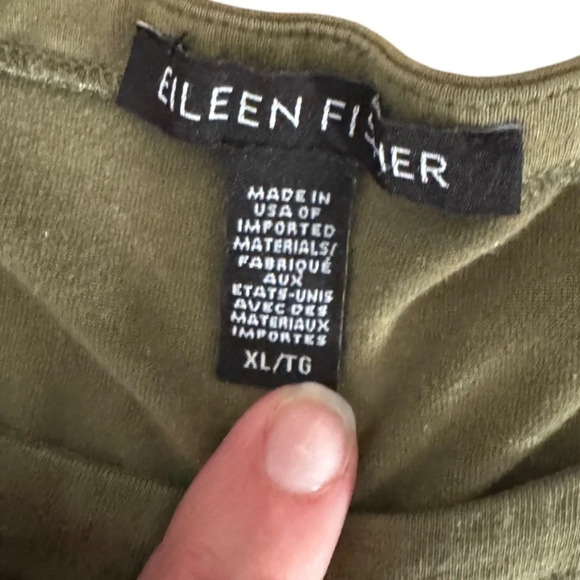 EILEEN FISHER
MADE IN
USA OF
IMPORTED
MATERIALS/
FABRIQUÉ
AUX
ETATS-UNIS
AVEC DES
MATERIAUX
IMPORTES
XL/TG